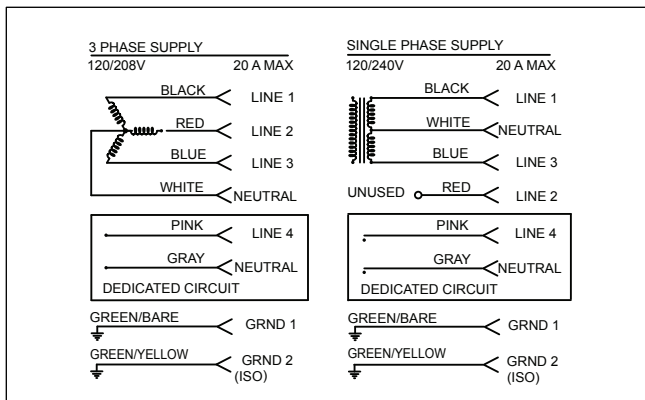 3 PHASE SUPPLY
120/208V 20 A MAX
BLACK LINE 1
RED LINE 2
BLUE LINE 3
WHITE NEUTRAL
PINK LINE 4
GRAY NEUTRAL
DEDICATED CIRCUIT
GREEN/BARE GRND 1
GREEN/YELLOW GRND 2
(ISO)
SINGLE PHASE SUPPLY
120/240V 20 A MAX
BLACK LINE 1
WHITE NEUTRAL
BLUE LINE 3
UNUSED RED LINE 2
PINK LINE 4
GRAY NEUTRAL
DEDICATED CIRCUIT
GREEN/BARE GRND 1
GREEN/YELLOW GRND 2
(ISO)